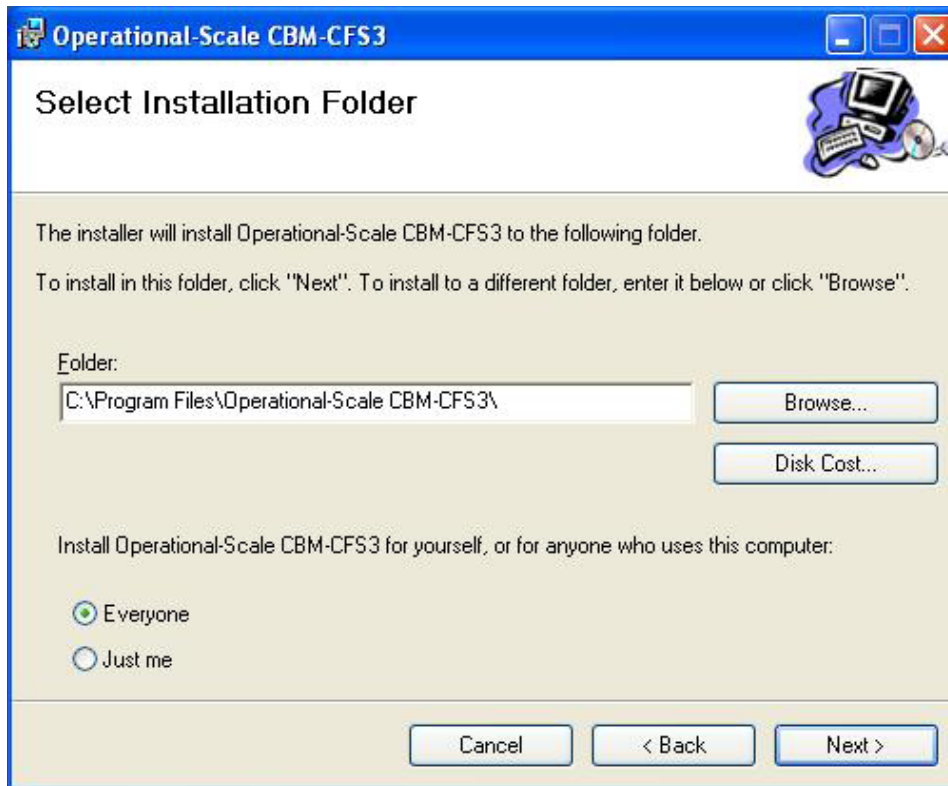 Operational-Scale CBM-CFS3
Select Installation Folder
The installer will install Operational-Scale CBM-CFS3 to the following folder.
To install in this folder, click "Next". To install to a different folder, enter it below or click "Browse".
Folder:
C:\Program Files\Operational-Scale CBM-CFS3\
Browse...
Disk Cost...
Install Operational-Scale CBM-CFS3 for yourself, or for anyone who uses this computer:
Everyone
Just me
Cancel
< Back
Next >